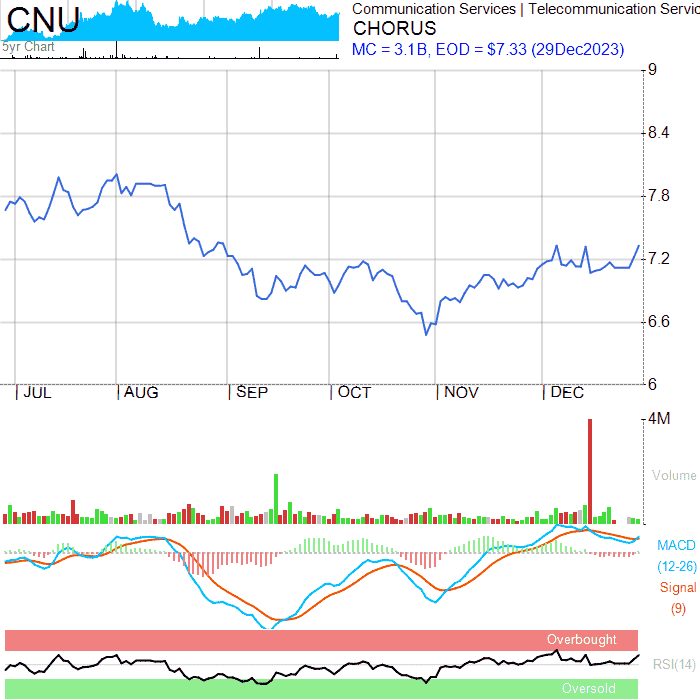 CNU
5yr Chart
Communication Services | Telecommunication Servic
CHORUS
MC = 3.1B, EOD = $7.33 (29Dec2023)
9
8.4
7.8
7.2
6.6
6
JUL AUG SEP OCT NOV DEC
4M
Volume
MACD
(12-26)
Signal
(9)
Overbought
RSI(14)
Oversold